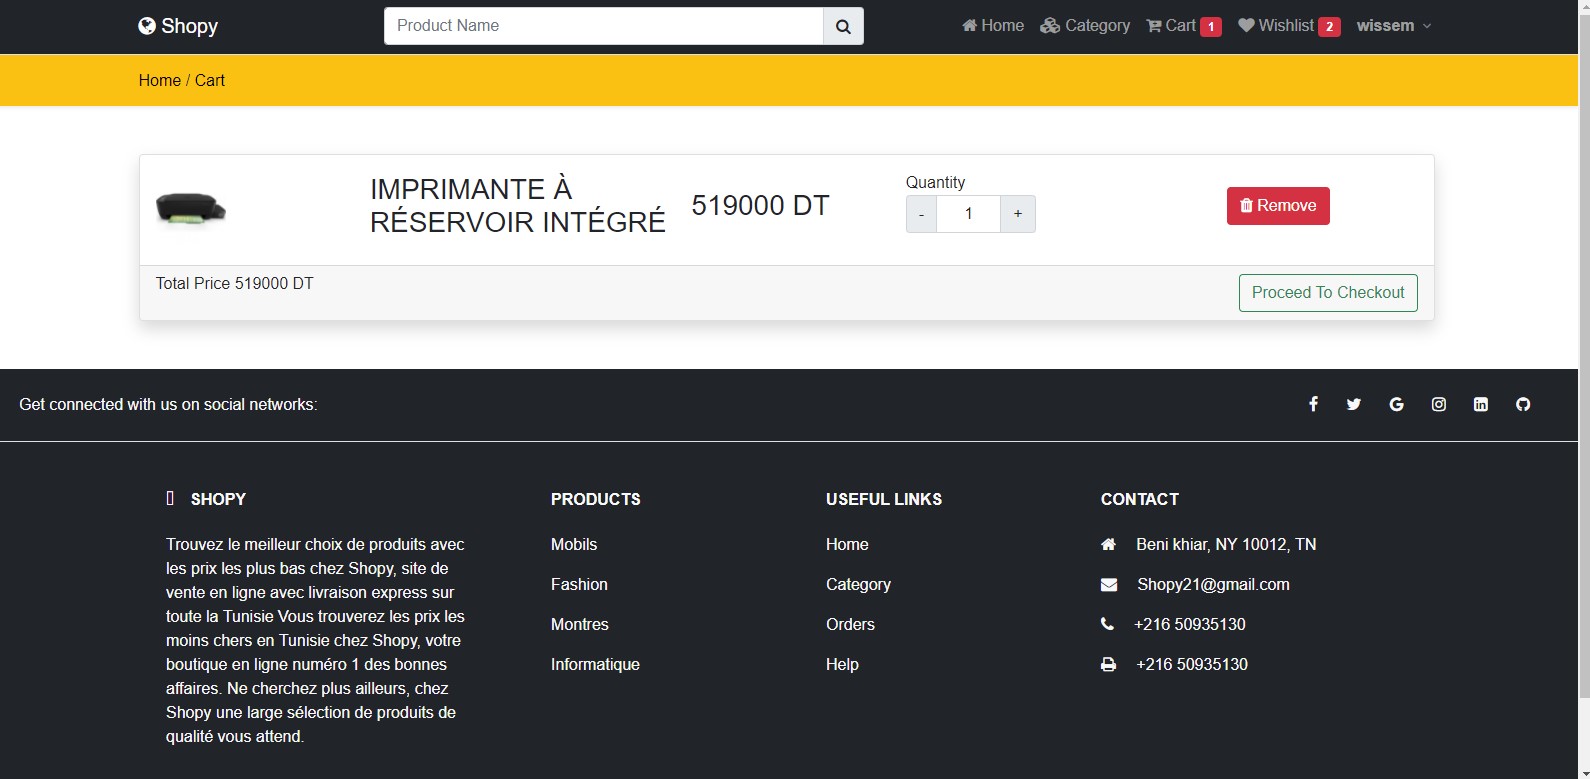 Shopy
Product Name
Home Category Cart 1 Wishlist 2 wissem
Home / Cart
IMPRIMANTE À
RÉSERVOIR INTÉGRÉ
519000 DT
Quantity
- 1 +
Remove
Total Price 519000 DT
Proceed To Checkout
Get connected with us on social networks:
SHOPY
Trouvez le meilleur choix de produits avec
les prix les plus bas chez Shopy, site de
vente en ligne avec livraison express sur
toute la Tunisie Vous trouverez les prix les
moins chers en Tunisie chez Shopy, votre
boutique en ligne numéro 1 des bonnes
affaires. Ne cherchez plus ailleurs, chez
Shopy une large sélection de produits de
qualité vous attend.
PRODUCTS
Mobils
Fashion
Montres
Informatique
USEFUL LINKS
Home
Category
Orders
Help
CONTACT
Beni khiar, NY 10012, TN
Shopy21@gmail.com
+216 50935130
+216 50935130